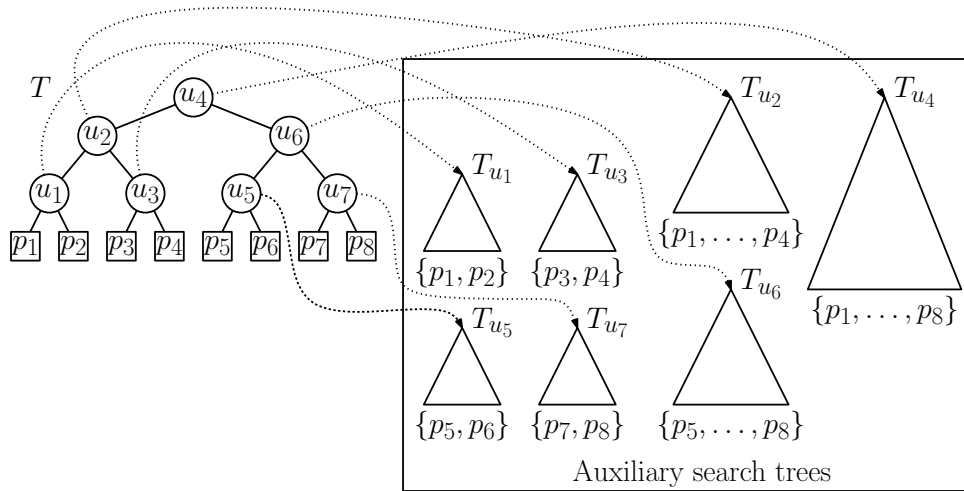 T
u4
u2
u6
u1
u3
u5
u7
p1 p2 p3 p4 p5 p6 p7 p8
Tu1
{p1, p2}
Tu3
{p3, p4}
Tu2
{p1, . . . , p4}
Tu4
{p1, . . . , p8}
Tu5
{p5, p6}
Tu7
{p7, p8}
Tu6
{p5, . . . , p8}
Auxiliary search trees